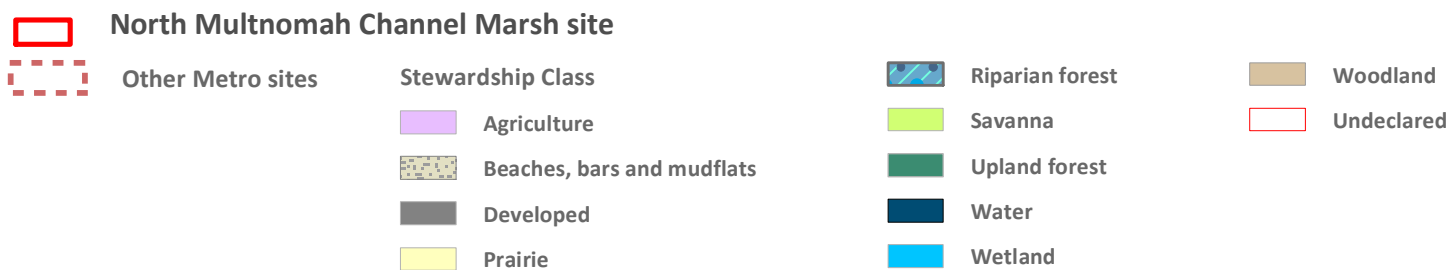 North Multnomah Channel Marsh site
Other Metro sites
Stewardship Class
Agriculture
Beaches, bars and mudflats
Developed
Prairie
Riparian forest
Savanna
Upland forest
Water
Wetland
Woodland
Undeclared